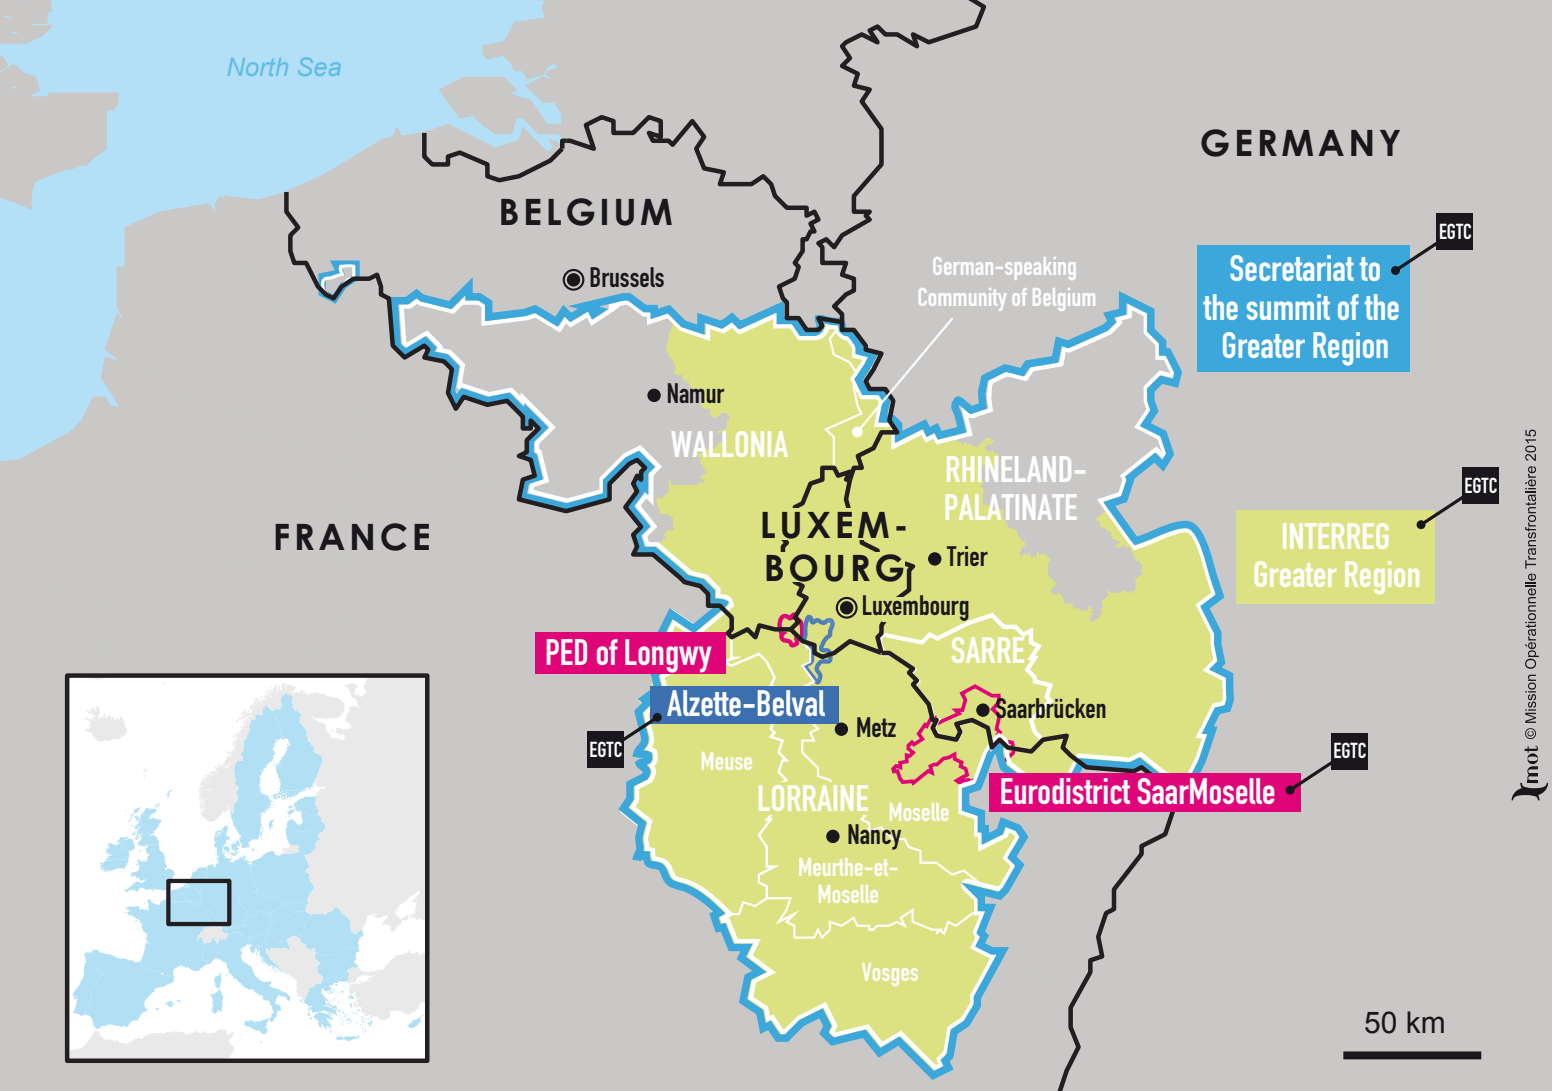 North Sea
GERMANY
BELGIUM
EGTC
Brussels
German-speaking
Community of Belgium
Secretariat to
the summit of the
Greater Region
Namur
WALLONIA
RHINELAND-
PALATINATE
EGTC
FRANCE
LUXEM-
BOURG
INTERREG
Greater Region
Trier
Luxembourg
PED of Longwy
SARRE
Alzette-Belval
Saarbrücken
Metz
EGTC
EGTC
Meuse
LORRAINE
Eurodistrict SaarMoselle
Moselle
Nancy
Meurthe-et-
Moselle
Vosges
50 km
mot © Mission Opérationnelle Transfrontalière 2015